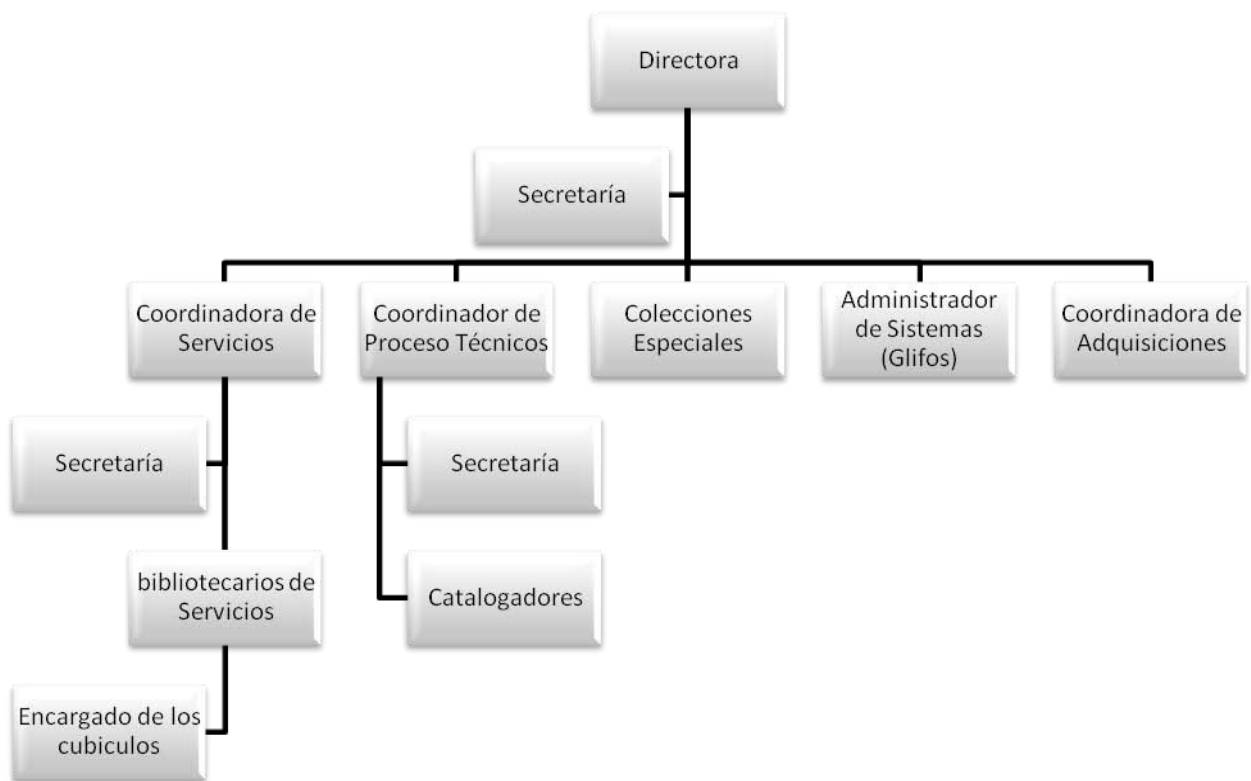 Directora
Secretaría
Coordinadora de
Servicios
Coordinador de
Proceso Técnicos
Colecciones
Especiales
Administrador
de Sistemas
(Glifos)
Coordinadora de
Adquisiciones
Secretaría
Secretaría
bibliotecarios de
Servicios
Catalogadores
Encargado de los
cubiculos